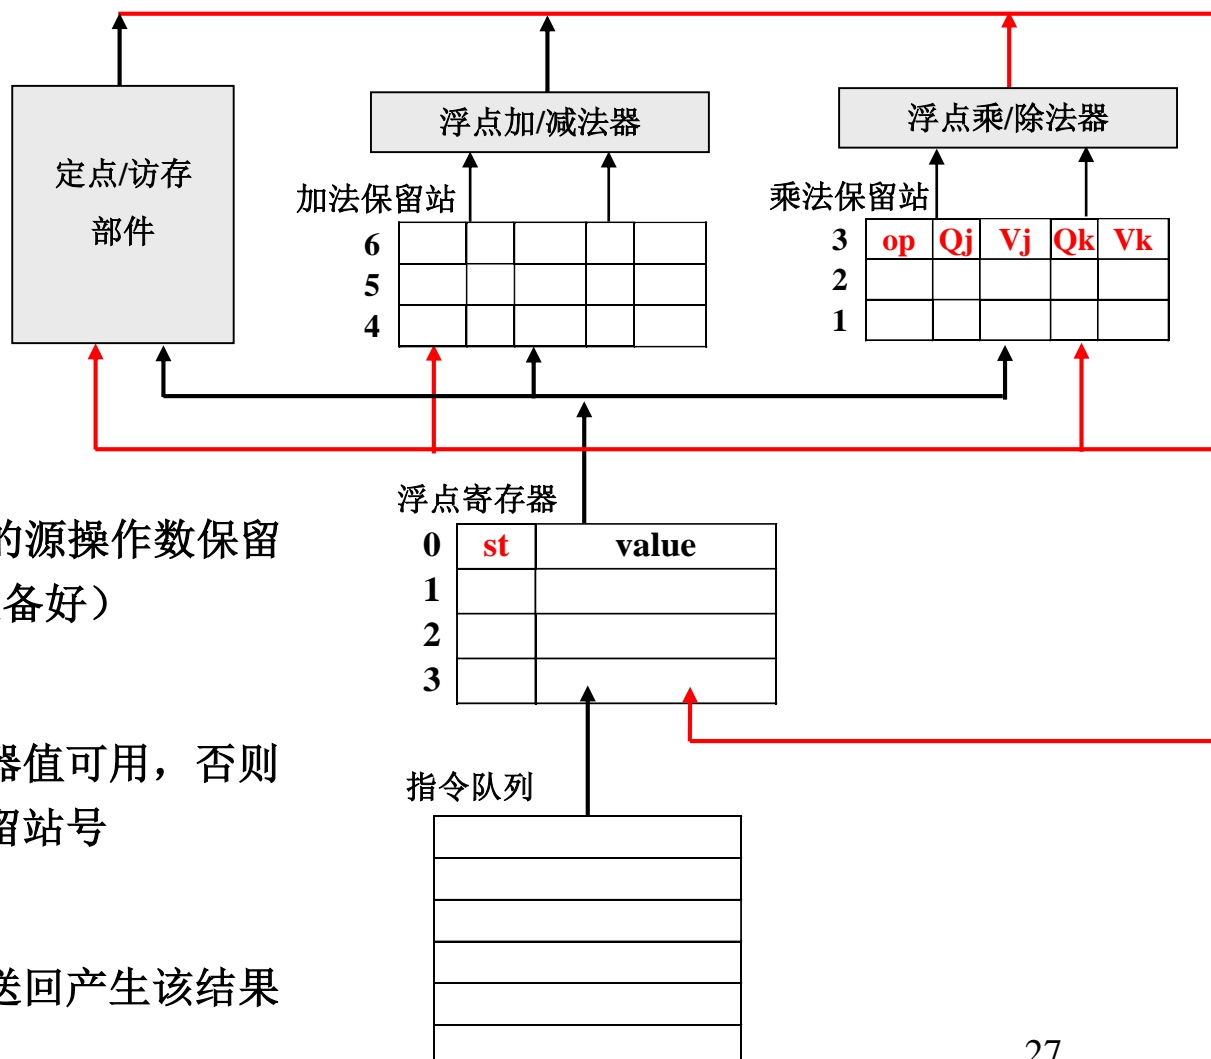 定点/访存
部件
浮点加/减法器
浮点乘/除法器
加法保留站
6
5
4
乘法保留站
3 op Qj Vj Qk Vk
2
1
的源操作数保留
备好）
器值可用，否则
留站号
送回产生该结果
浮点寄存器
0 st value
1
2
3
指令队列
27